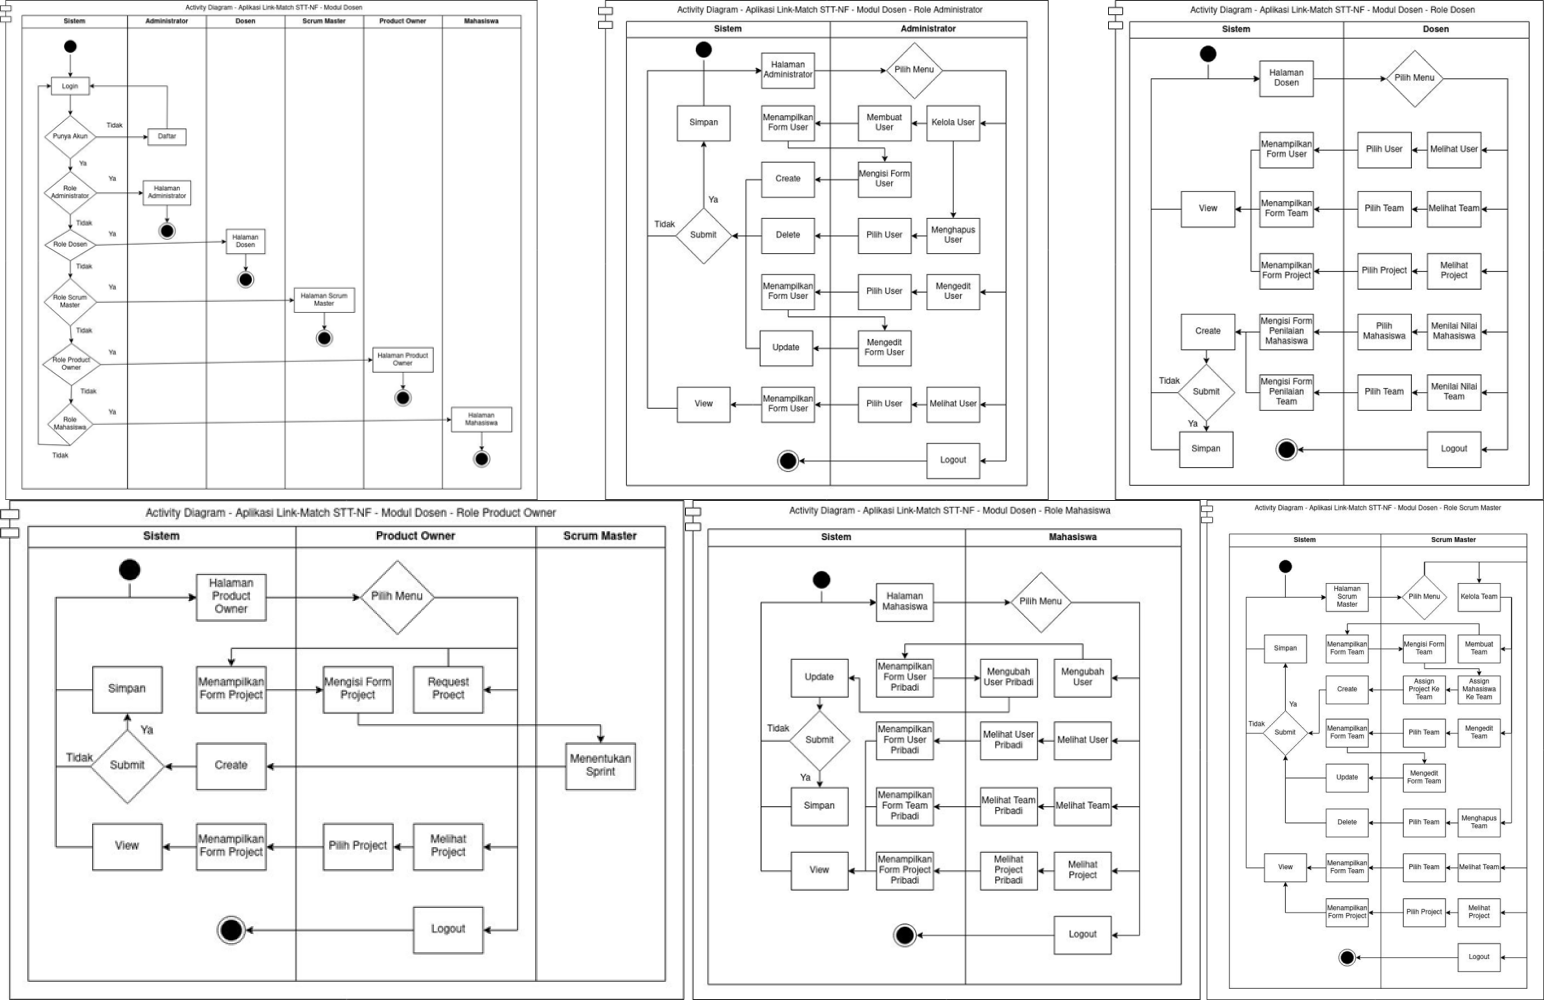 Activity Diagram - Aplikasi Link-Match STT-NF - Modul Dosen
Sistem
Administrator
Dosen
Scrum Master
Product Owner
Mahasiswa
Login
Punya Akun
Tidak
Daftar
Ya
Role
Administrator
Ya
Halaman
Administrator
Tidak
Role Dosen
Ya
Halaman
Dosen
Tidak
Role Scrum
Master
Ya
Halaman Scrum
Master
Tidak
Role Product
Owner
Ya
Halaman Product
Owner
Tidak
Role
Mahasiswa
Ya
Halaman
Mahasiswa
Tidak
Activity Diagram - Aplikasi Link-Match STT-NF - Modul Dosen - Role Administrator
Sistem
Administrator
Halaman
Administrator
Pilih Menu
Simpan
Menampilkan
Form User
Membuat
User
Kelola User
Create
Mengisi Form
User
Ya
Tidak
Submit
Delete
Pilih User
Menghapus
User
Menampilkan
Form User
Pilih User
Mengedit
User
Update
Mengedit
Form User
View
Menampilkan
Form User
Pilih User
Melihat User
Logout
Activity Diagram - Aplikasi Link-Match STT-NF - Modul Dosen - Role Dosen
Sistem
Dosen
Halaman
Dosen
Pilih Menu
Menampilkan
Form User
Pilih User
Melihat User
View
Menampilkan
Form Team
Pilih Team
Melihat Team
Menampilkan
Form Project
Pilih Project
Melihat
Project
Create
Mengisi Form
Penilaian
Mahasiswa
Pilih
Mahasiswa
Menilai Nilai
Mahasiswa
Tidak
Submit
Mengisi Form
Penilaian
Team
Pilih Team
Menilai Nilai
Team
Ya
Simpan
Logout
Activity Diagram - Aplikasi Link-Match STT-NF - Modul Dosen - Role Product Owner
Sistem
Product Owner
Scrum Master
Halaman
Product
Owner
Pilih Menu
Simpan
Menampilkan
Form Project
Mengisi Form
Project
Request
Proect
Ya
Tidak
Submit
Create
Menentukan
Sprint
View
Menampilkan
Form Project
Pilih Project
Melihat
Project
Logout
Activity Diagram - Aplikasi Link-Match STT-NF - Modul Dosen - Role Mahasiswa
Sistem
Mahasiswa
Halaman
Mahasiswa
Pilih Menu
Update
Menampilkan
Form User
Pribadi
Mengubah
User Pribadi
Mengubah
User
Tidak
Submit
Menampilkan
Form User
Pribadi
Melihat User
Pribadi
Melihat User
Ya
Simpan
Menampilkan
Form Team
Pribadi
Melihat Team
Pribadi
Melihat Team
View
Menampilkan
Form Project
Pribadi
Melihat
Project
Pribadi
Melihat
Project
Logout
Activity Diagram - Aplikasi Link-Match STT-NF - Modul Dosen - Role Scrum Master
Sistem
Scrum Master
Halaman
Scrum
Master
Pilih Menu
Kelola Team
Simpan
Menampilkan
Form Team
Mengisi Form
Team
Membuat
Team
Create
Assign
Project Ke
Team
Assign
Mahasiswa
Ke Team
Ya
Tidak
Submit
Menampilkan
Form Team
Pilih Team
Mengedit
Team
Update
Mengedit
Form Team
Delete
Pilih Team
Menghapus
Team
View
Menampilkan
Form Team
Pilih Team
Melihat Team
Menampilkan
Form Project
Pilih Project
Melihat
Project
Logout